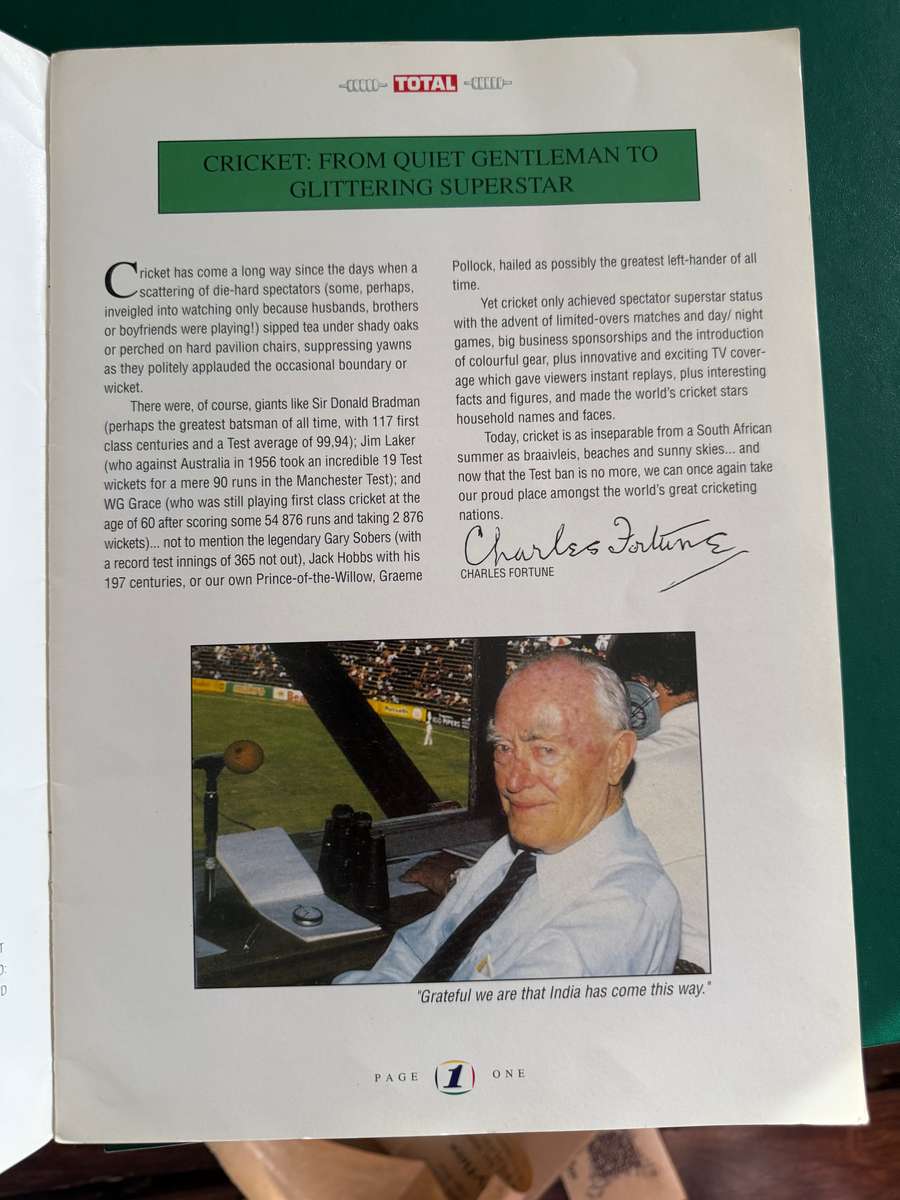 TOTAL
CRICKET: FROM QUIET GENTLEMAN TO
GLITTERING SUPERSTAR
Cricket has come a long way since the days when a
scattering of die-hard spectators (some, perhaps,
inveigled into watching only because husbands, brothers
or boyfriends were playing!) sipped tea under shady oaks
or perched on hard pavilion chairs, suppressing yawns
as they politely applauded the occasional boundary or
wicket.
There were, of course, giants like Sir Donald Bradman
(perhaps the greatest batsman of all time, with 117 first
class centuries and a Test average of 99,94); Jim Laker
(who against Australia in 1956 took an incredible 19 Test
wickets for a mere 90 runs in the Manchester Test); and
WG Grace (who was still playing first class cricket at the
age of 60 after scoring some 54 876 runs and taking 2 876
wickets)... not to mention the legendary Gary Sobers (with
a record test innings of 365 not out), Jack Hobbs with his
197 centuries, or our own Prince-of-the-Willow, Graeme
Pollock, hailed as possibly the greatest left-hander of all
time.
Yet cricket only achieved spectator superstar status
with the advent of limited-overs matches and day/ night
games, big business sponsorships and the introduction
of colourful gear, plus innovative and exciting TV cover-
age which gave viewers instant replays, plus interesting
facts and figures, and made the world's cricket stars
household names and faces.
Today, cricket is as inseparable from a South African
summer as braaivleis, beaches and sunny skies... and
now that the Test ban is no more, we can once again take
our proud place amongst the world's great cricketing
nations.
Charles Fortune
CHARLES FORTUNE
"Grateful we are that India has come this way."
PAGE 1 ONE